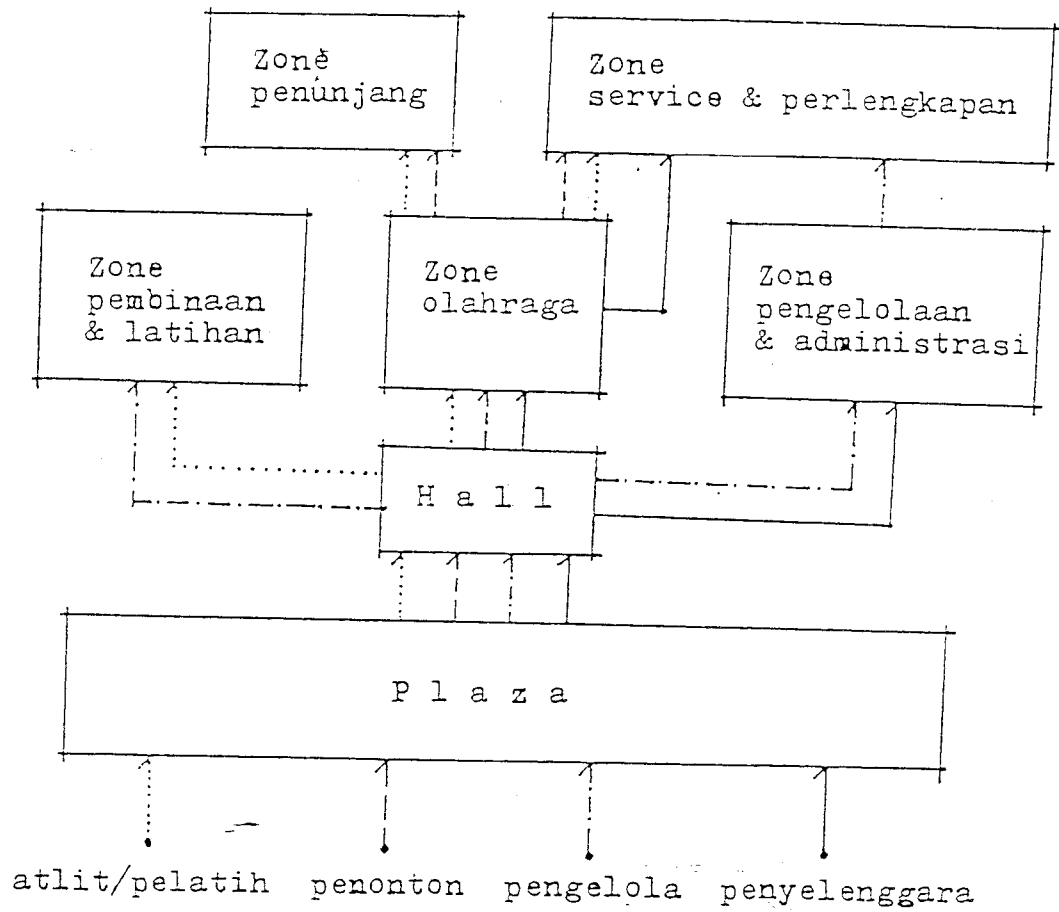 Zone
penunjang
Zone
service & perlengkapan
Zone
pembinaan
& latihan
Zone
olahraga
Zone
pengelolaan
& administrasi
H a l l
P l a z a
atlit/pelatih penonton pengelola penyelenggara